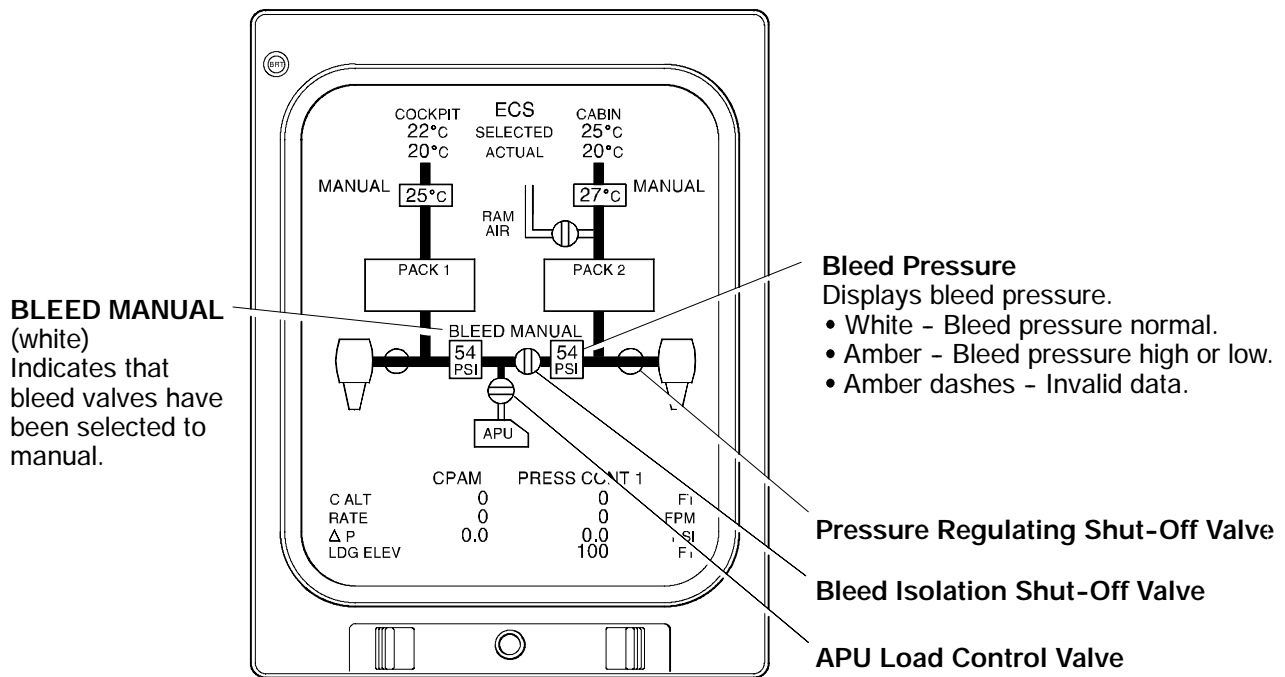 BRT
COCKPIT ECS CABIN
22°C SELECTED 25°C
20°C ACTUAL 20°C
MANUAL 25°C 27°C MANUAL
RAM
AIR
PACK 1 PACK 2
BLEED MANUAL
54 54
PSI PSI
APU
CPAM PRESS CONT 1
C ALT 0 0
RATE 0 0 FPM
Δ P 0.0 0.0
LDG ELEV 100
BLEED MANUAL
(white)
Indicates that
bleed valves have
been selected to
manual.
Bleed Pressure
Displays bleed pressure.
• White - Bleed pressure normal.
• Amber - Bleed pressure high or low.
• Amber dashes - Invalid data.
Pressure Regulating Shut-Off Valve
Bleed Isolation Shut-Off Valve
APU Load Control Valve